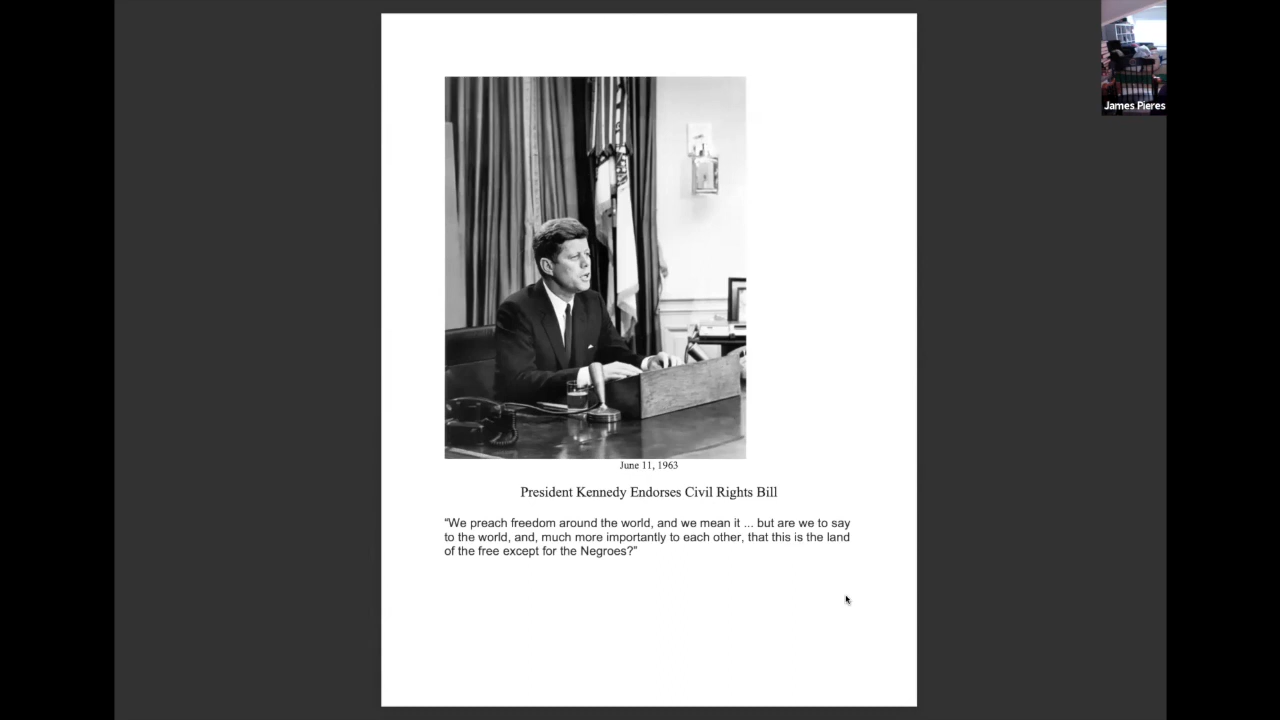 James Pieres
June 11, 1963
President Kennedy Endorses Civil Rights Bill
“We preach freedom around the world, and we mean it ... but are we to say
to the world, and, much more importantly to each other, that this is the land
of the free except for the Negroes?”